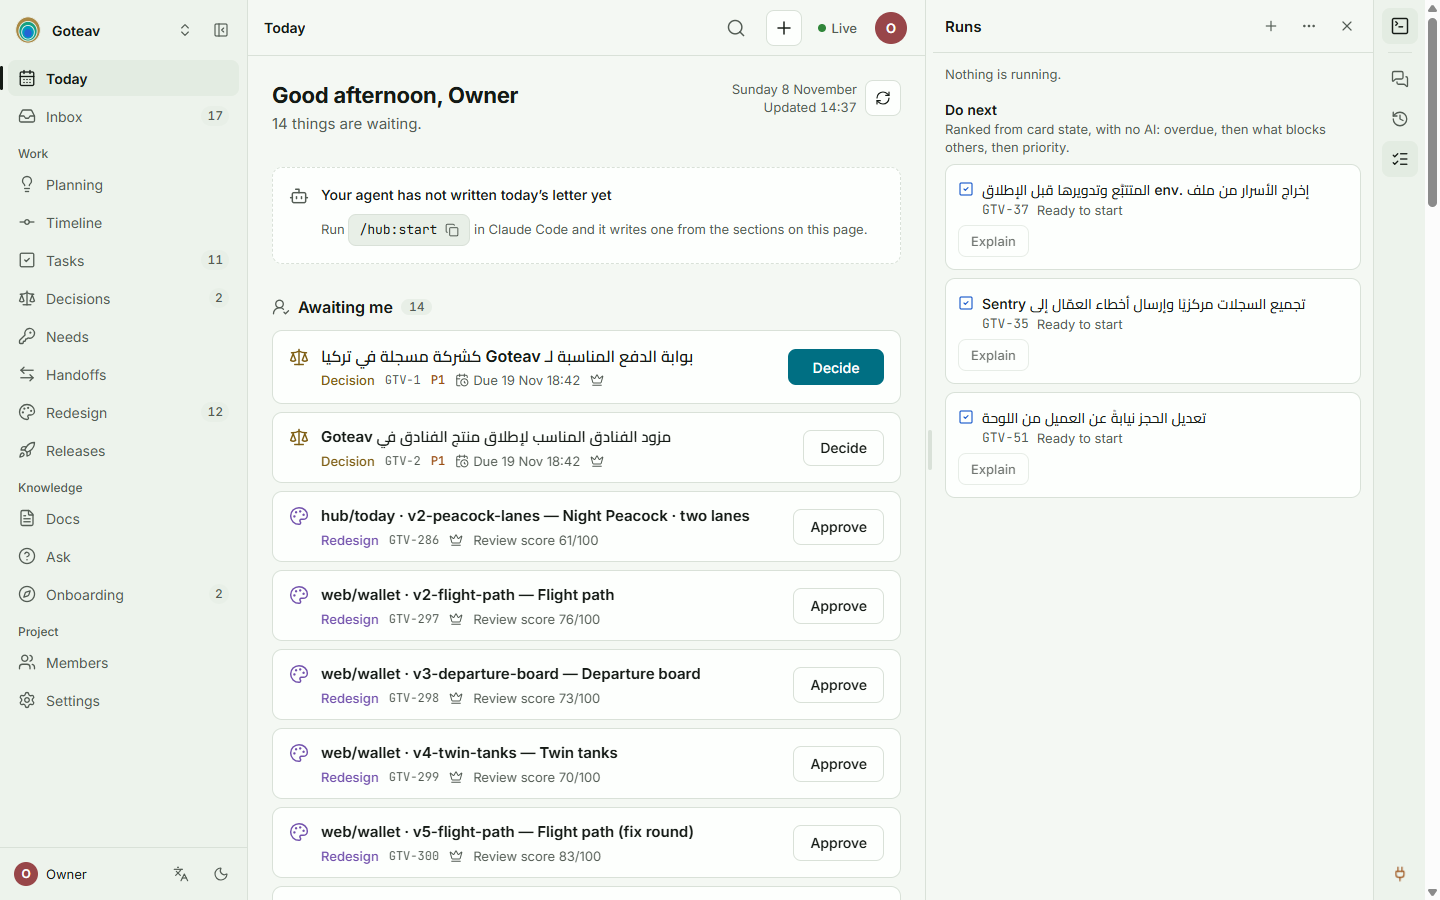 Goteav
Today
Inbox 17
Work
Planning
Timeline
Tasks 11
Decisions 2
Needs
Handoffs
Redesign 12
Releases
Knowledge
Docs
Ask
Onboarding 2
Project
Members
Settings
O Owner
Today
Live
O
Good afternoon, Owner
14 things are waiting.
Sunday 8 November
Updated 14:37
Your agent has not written today’s letter yet
Run /hub:start in Claude Code and it writes one from the sections on this page.
Awaiting me 14
بوابة الدفع المناسبة لـ Goteav كشركة مسجلة في تركيا
Decision GTV-1 P1 Due 19 Nov 18:42
Decide
مزود الفنادق المناسب لإطلاق منتج الفنادق في Goteav
Decision GTV-2 P1 Due 19 Nov 18:42
Decide
hub/today · v2-peacock-lanes — Night Peacock · two lanes
Redesign GTV-286 Review score 61/100
Approve
web/wallet · v2-flight-path — Flight path
Redesign GTV-297 Review score 76/100
Approve
web/wallet · v3-departure-board — Departure board
Redesign GTV-298 Review score 73/100
Approve
web/wallet · v4-twin-tanks — Twin tanks
Redesign GTV-299 Review score 70/100
Approve
web/wallet · v5-flight-path — Flight path (fix round)
Redesign GTV-300 Review score 83/100
Approve
Runs
Nothing is running.
Do next
Ranked from card state, with no AI: overdue, then what blocks
others, then priority.
إخراج الأسرار من ملف .env المتتبَّع وتدويرها قبل الإطلاق
GTV-37 Ready to start
Explain
تجميع السجلات مركزيًا وإرسال أخطاء العمّال إلى Sentry
GTV-35 Ready to start
Explain
تعديل الحجز نيابةً عن العميل من اللوحة
GTV-51 Ready to start
Explain